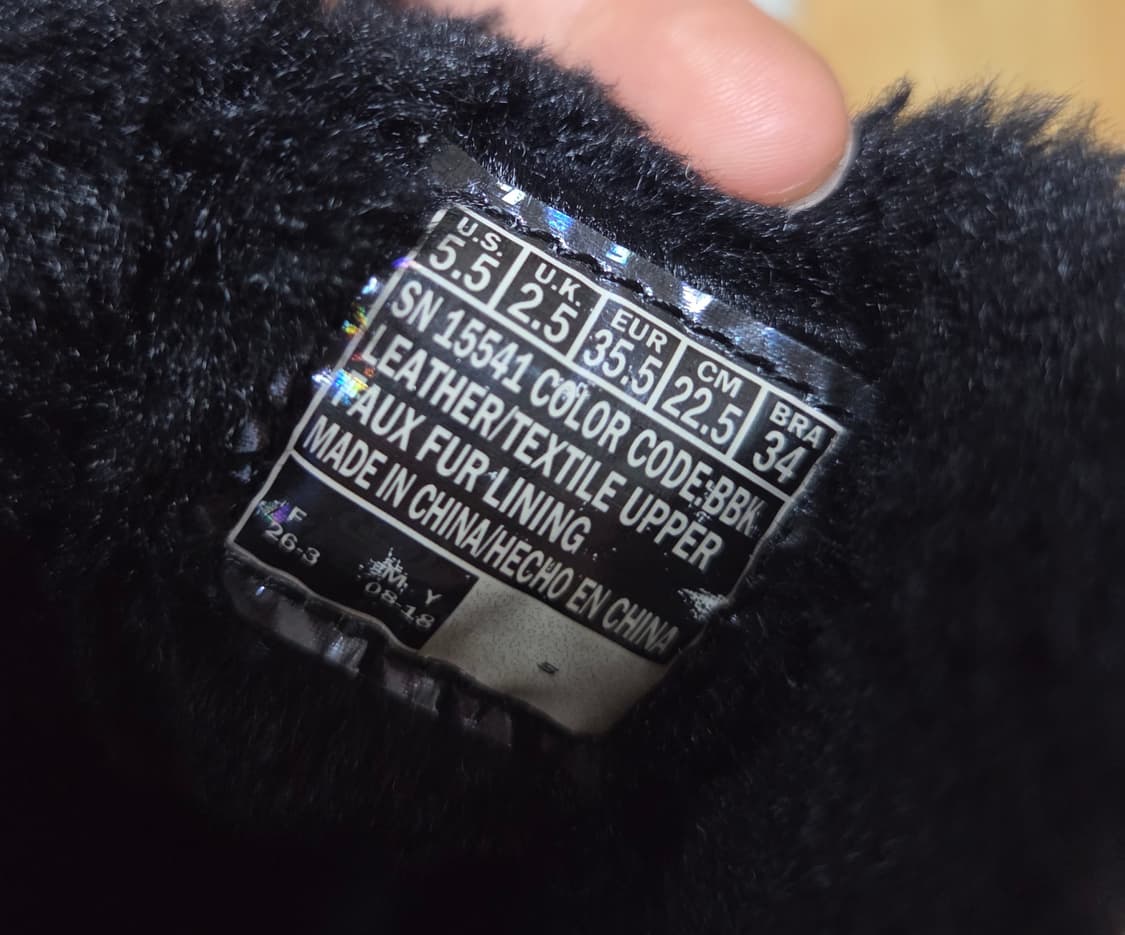 U.S. U.K. EUR CM BRA
5.5 2.5 35.5 22.5 34
SN 15541 COLOR CODE:BBK
LEATHER/TEXTILE UPPER
FAUX FUR LINING
MADE IN CHINA/HECHO EN CHINA
F M. Y
26-3 08-18